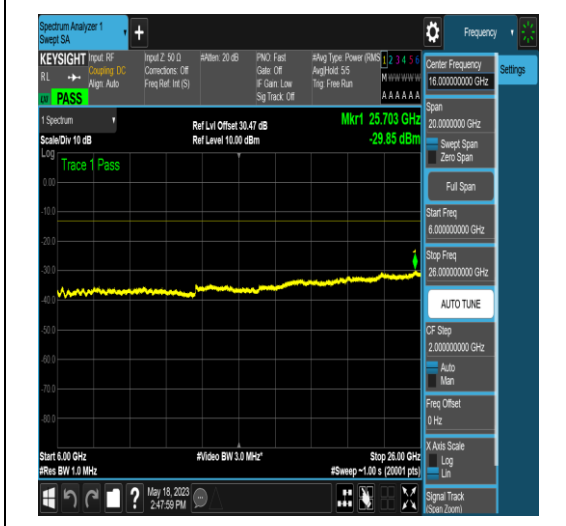 Spectrum Analyzer 1
Swept SA
+
Frequency
Settings
KEYSIGHT
RL
PASS
Input: RF
Coupling: DC
Align: Auto
Input Z: 50 Ω
Corrections: Off
Freq Ref: Int (S)
#Atten: 20 dB
PNO: Fast
Gate: Off
IF Gain: Low
Sig Track: Off
#Avg Type: Power (RMS
Avg|Hold: 5/5
Trig: Free Run
1 2 3 4 5 6
M W W W W W
A A A A A A
1 Spectrum
Scale/Div 10 dB
Ref Lvl Offset 30.47 dB
Ref Level 10.00 dBm
Mkr1 25.703 GHz
-29.85 dBm
Log
Trace 1 Pass
0.00
-10.0
-20.0
-30.0
-40.0
-50.0
-60.0
-70.0
-80.0
1
Start 6.00 GHz
#Res BW 1.0 MHz
#Video BW 3.0 MHz*
Stop 26.00 GHz
#Sweep ~1.00 s (20001 pts)
Center Frequency
16.000000000 GHz
Span
20.0000000 GHz
Swept Span
Zero Span
Full Span
Start Freq
6.000000000 GHz
Stop Freq
26.000000000 GHz
AUTO TUNE
CF Step
2.000000000 GHz
Auto
Man
Freq Offset
0 Hz
X Axis Scale
Log
Lin
Signal Track
(Span Zoom)
?
May 18, 2023
2:47:59 PM